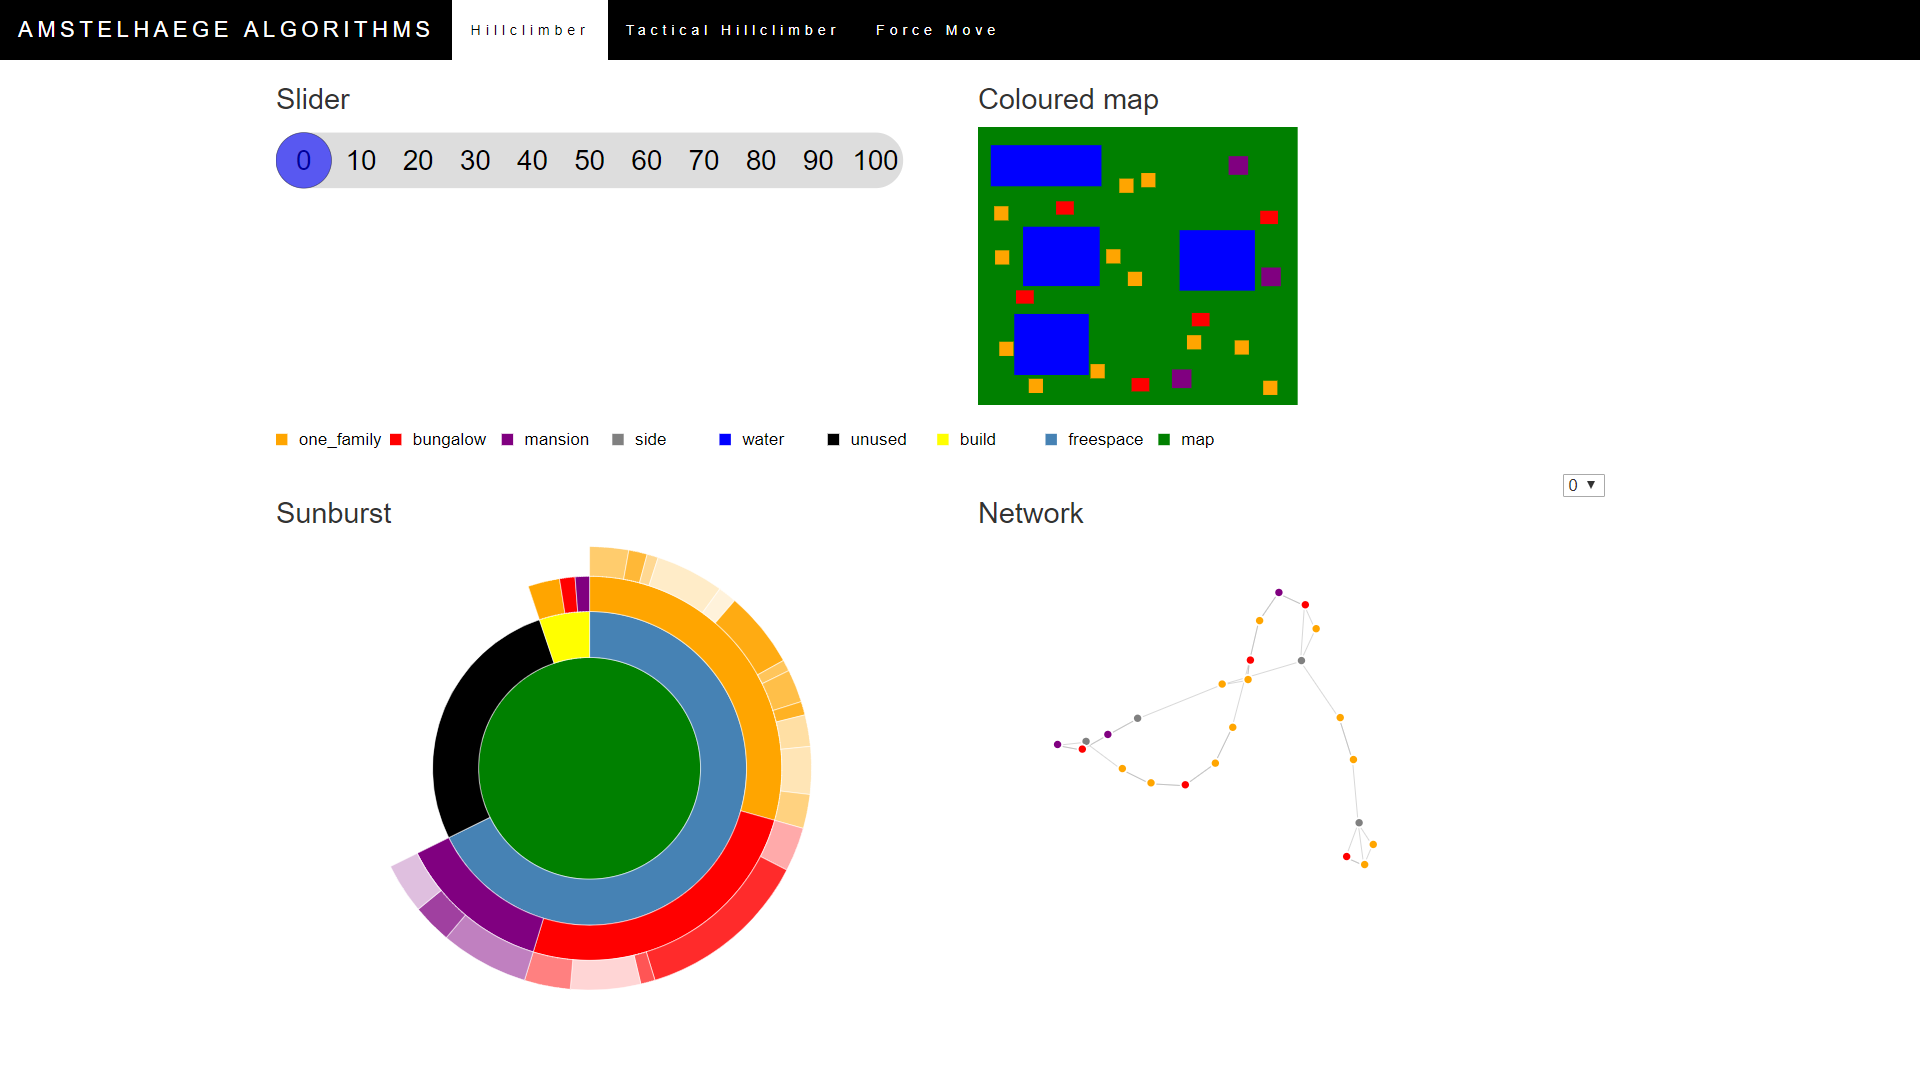 AMSTELHAEGE ALGORITHMS Hillclimber Tactical Hillclimber Force Move
Slider
0 10 20 30 40 50 60 70 80 90 100
Coloured map
one_family bungalow mansion side water unused build freespace map
0
Sunburst
Network